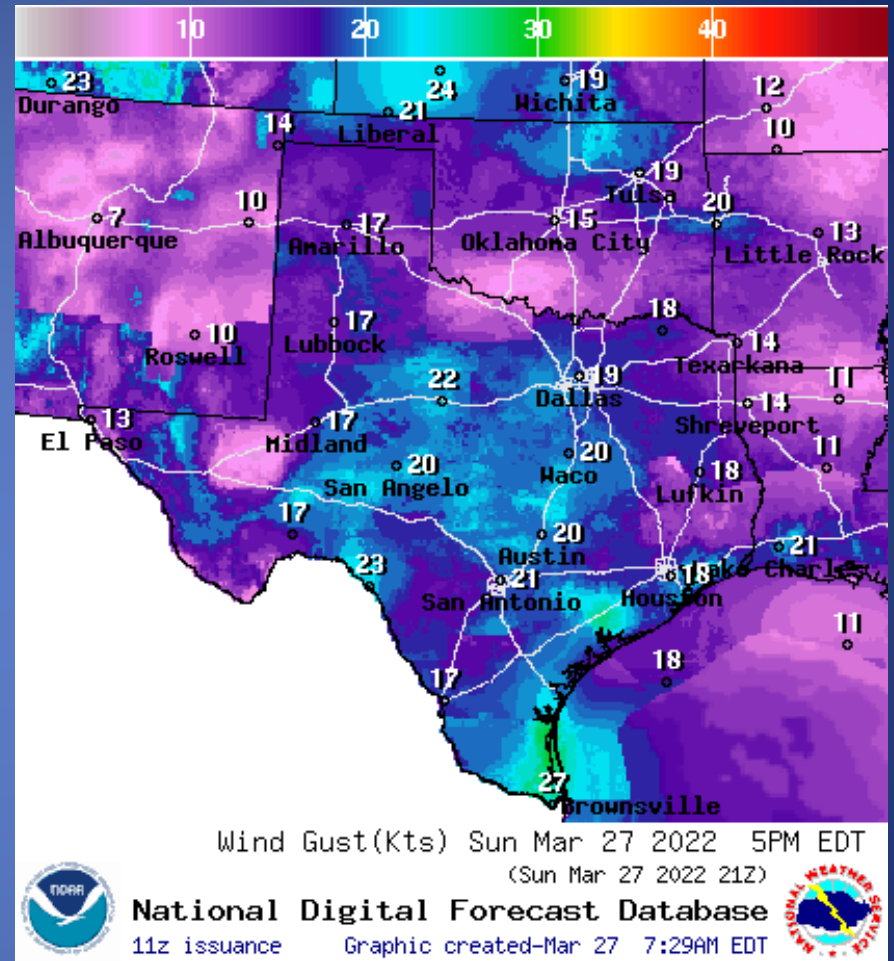 10 20 30 40
23 24 19 12
Durango 21 Wichita
14 Liberal 10
19
Tulsa
7 10 17 15 20 13
Albuquerque Amarillo Oklahoma City Little Rock
10 17 18
Roswell Lubbock 14
Texarkana
22 19 11
13 17 Dallas 14
El Paso Midland Shreveport
20 20 18 11
San Angelo Waco Lufkin
17 20 21
Austin Lake Charles
23 21 18
San Antonio Houston
11
17 18
27
Brownsville
Wind Gust(Kts) Sun Mar 27 2022 5PM EDT
(Sun Mar 27 2022 21Z)
National Digital Forecast Database
11z issuance Graphic created-Mar 27 7:29AM EDT
NOAA
NATIONAL WEATHER SERVICE